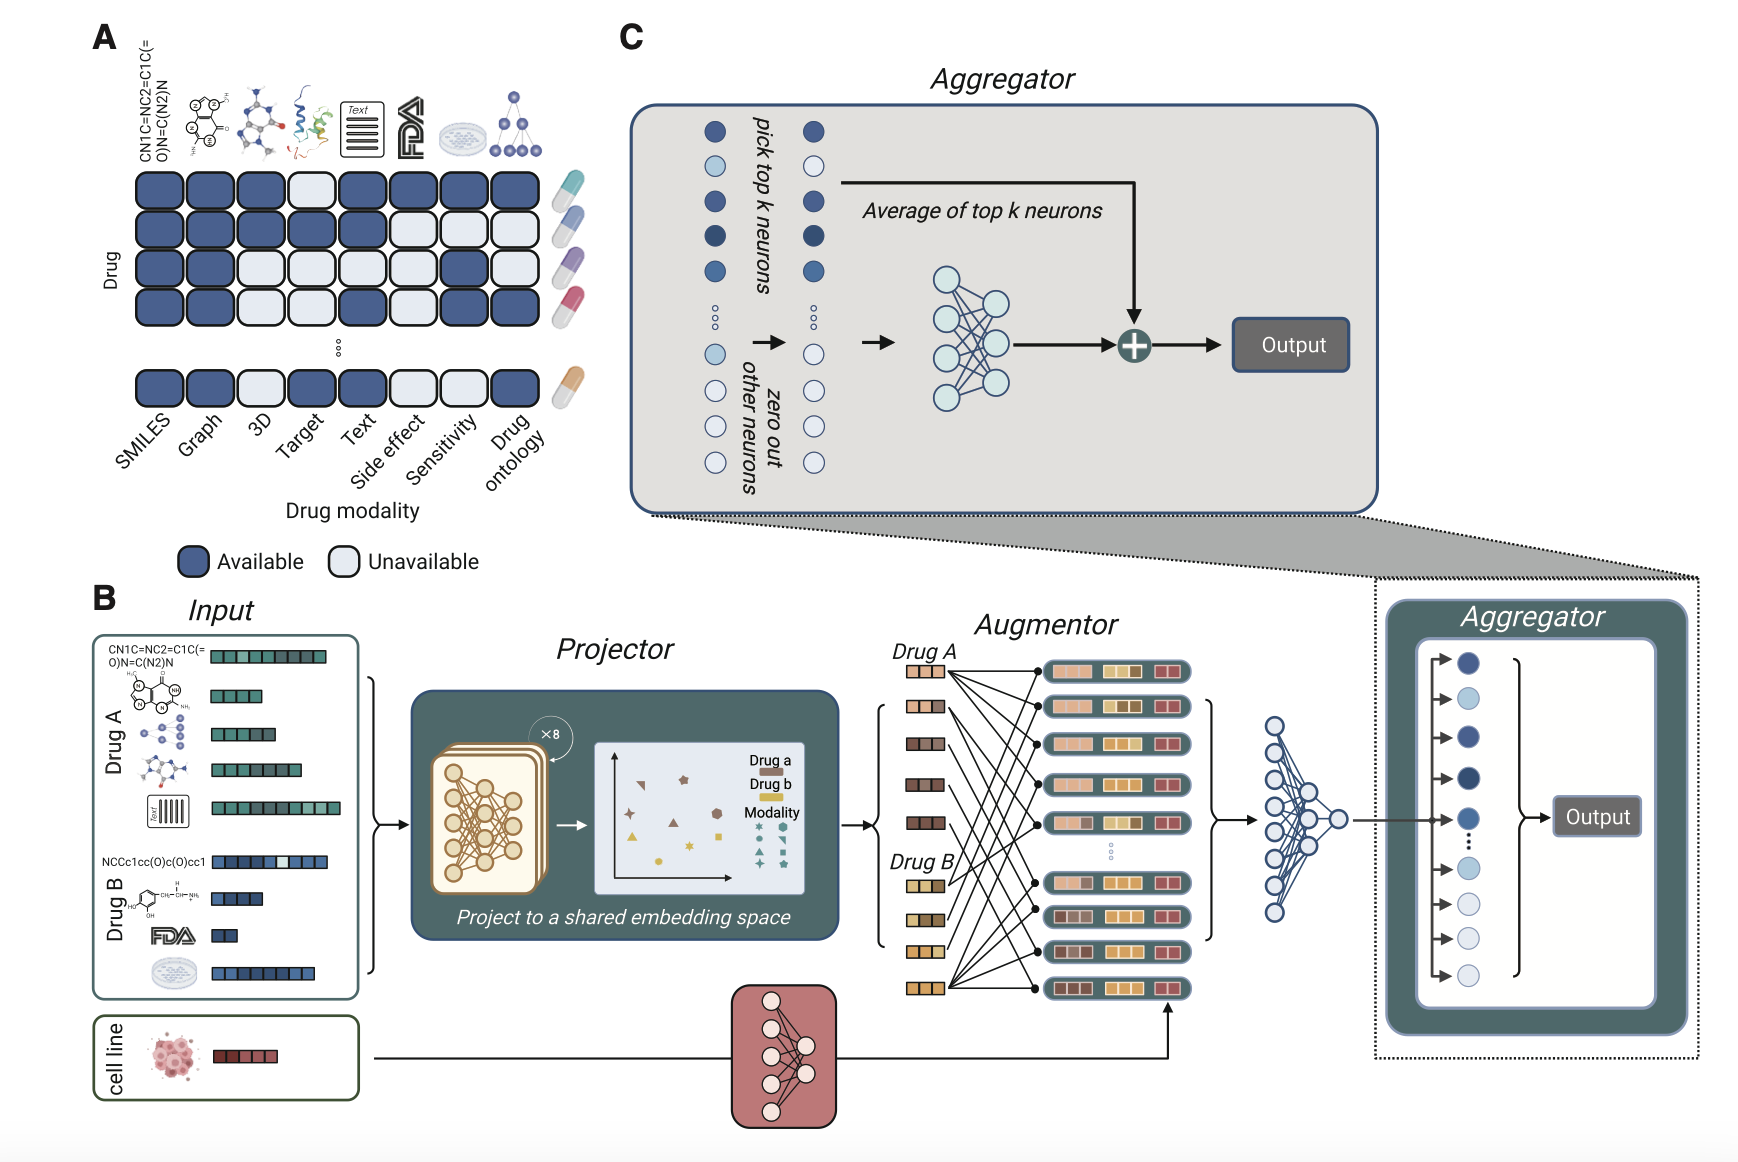 A
CN1C=NC2=C1C(=
O)N=C(N2)N
Text
FDA
Drug
SMILES
Graph
3D
Target
Text
Side effect
Sensitivity
Drug
ontology
Drug modality
Available
Unavailable
C
Aggregator
pick top k neurons
zero out
other neurons
Average of top k neurons
Output
B
Input
Drug A
CN1C=NC2=C1C(=
O)N=C(N2)N
Text
Drug B
NCCc1cc(O)c(O)cc1
FDA
cell line
Projector
×8
Drug a
Drug b
Modality
Project to a shared embedding space
Augmentor
Drug A
Drug B
Aggregator
Output